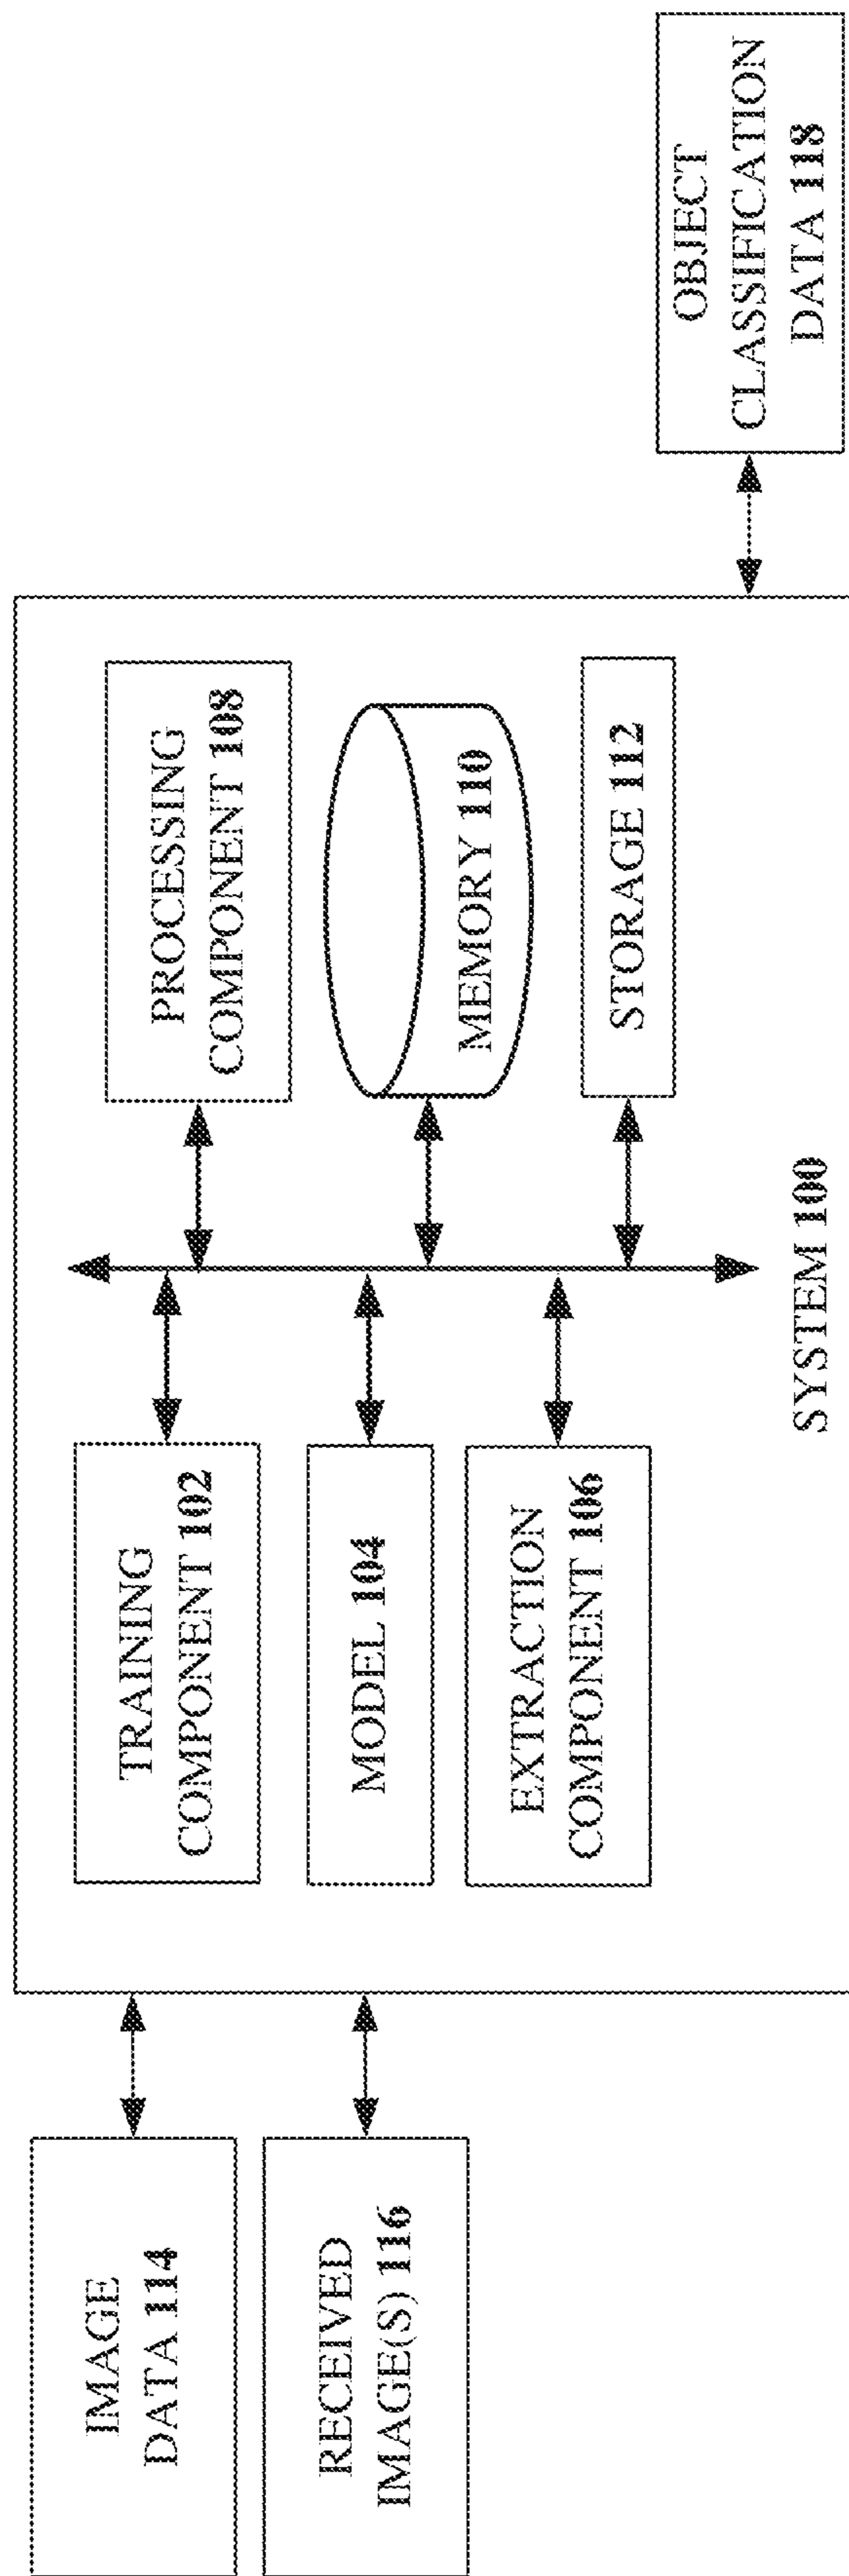 IMAGE
DATA 114
RECEIVED
IMAGE(S) 116
TRAINING
COMPONENT 102
MODEL 104
EXTRACTION
COMPONENT 106
PROCESSING
COMPONENT 108
MEMORY 110
STORAGE 112
SYSTEM 100
OBJECT
CLASSIFICATION
DATA 118